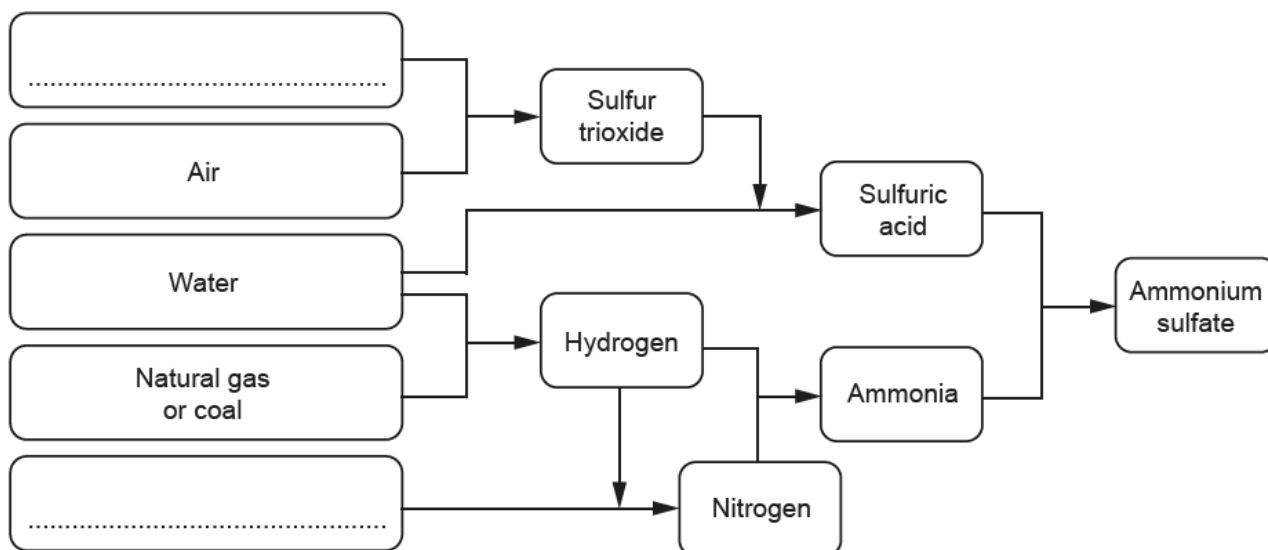 Sulfur
trioxide
Air
Sulfuric
acid
Water
Ammonium
sulfate
Hydrogen
Natural gas
or coal
Ammonia
Nitrogen